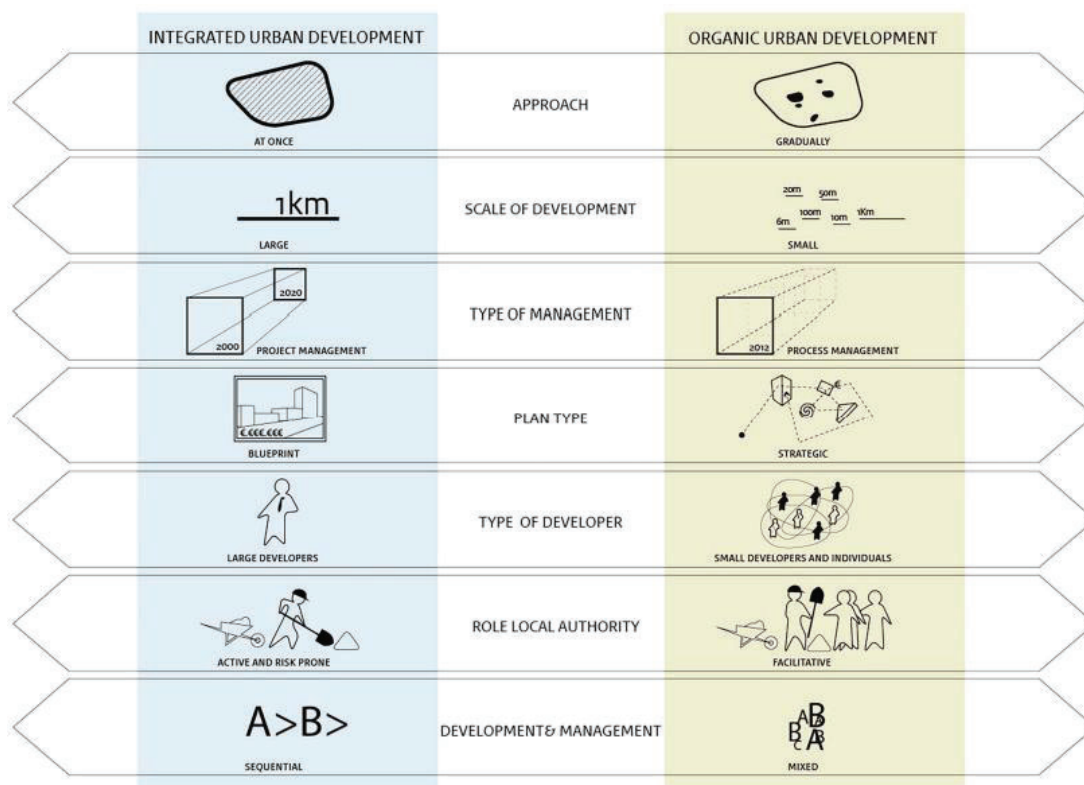 INTEGRATED URBAN DEVELOPMENT
ORGANIC URBAN DEVELOPMENT
APPROACH
AT ONCE
GRADUALLY
1km
SCALE OF DEVELOPMENT
20m 50m
6m 100m 10m 1Km
LARGE
SMALL
2020
2000
TYPE OF MANAGEMENT
2012
PROJECT MANAGEMENT
PROCESS MANAGEMENT
€.€€€.€€€
PLAN TYPE
BLUEPRINT
STRATEGIC
TYPE OF DEVELOPER
LARGE DEVELOPERS
SMALL DEVELOPERS AND INDIVIDUALS
ROLE LOCAL AUTHORITY
ACTIVE AND RISK PRONE
FACILITATIVE
A>B>
DEVELOPMENT& MANAGEMENT
A B
B A B
C A
SEQUENTIAL
MIXED